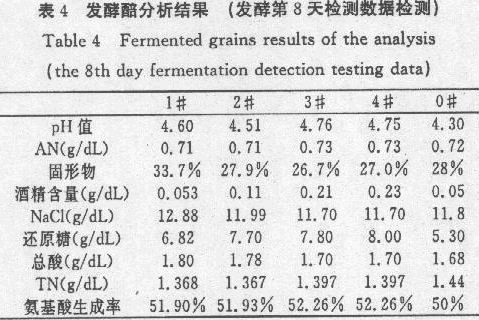 表4 发酵醅分析结果 (发酵第8天检测数据检测)
Table 4 Fermented grains results of the analysis
(the 8th day fermentation detection testing data)
1# 2# 3# 4# 0#
pH值 4.60 4.51 4.76 4.75 4.30
AN(g/dL) 0.71 0.71 0.73 0.73 0.72
固形物 33.7% 27.9% 26.7% 27.0% 28%
酒精含量(g/dL) 0.053 0.11 0.21 0.23 0.05
NaCl(g/dL) 12.88 11.99 11.70 11.70 11.8
还原糖(g/dL) 6.82 7.70 7.80 8.00 5.30
总酸(g/dL) 1.80 1.78 1.70 1.70 1.68
TN(g/dL) 1.368 1.367 1.397 1.397 1.44
氨基酸生成率 51.90% 51.93% 52.26% 52.26% 50%